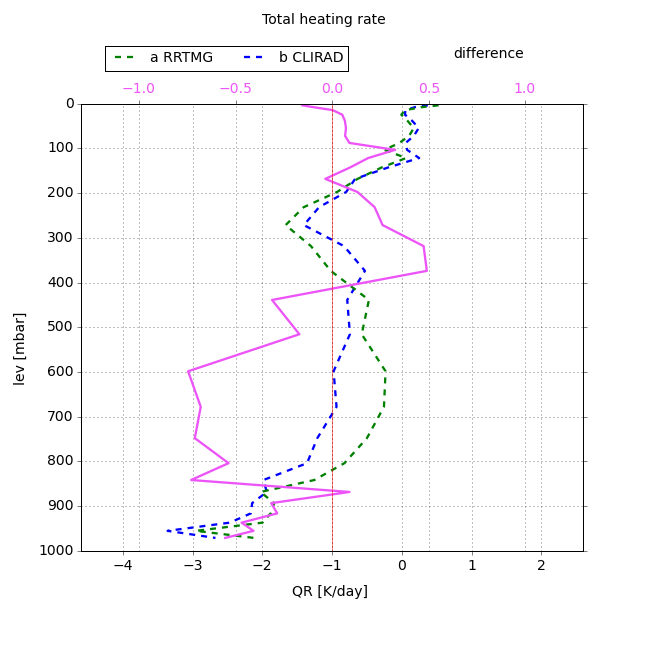 Total heating rate
a RRTMG b CLIRAD difference
−1.0 −0.5 0.0 0.5 1.0
0
100
200
300
400
500
600
700
800
900
1000
lev [mbar]
−4 −3 −2 −1 0 1 2
QR [K/day]